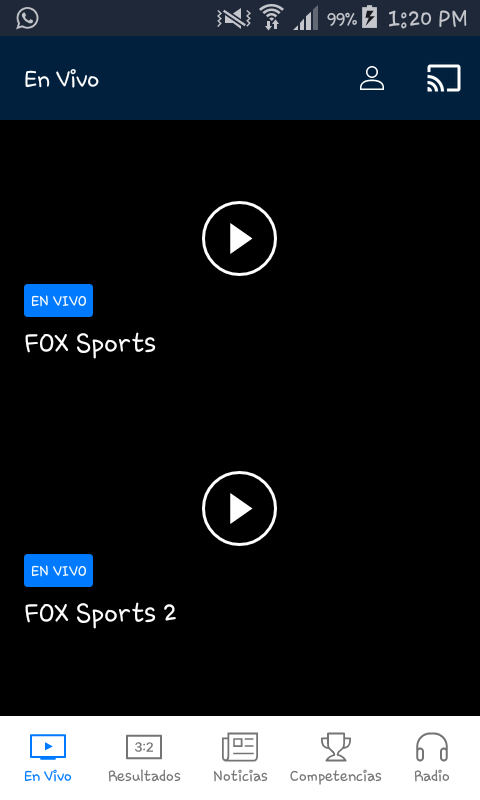 99% 1:20 PM
En Vivo
EN VIVO
FOX Sports
EN VIVO
FOX Sports 2
3:2
En Vivo Resultados Noticias Competencias Radio